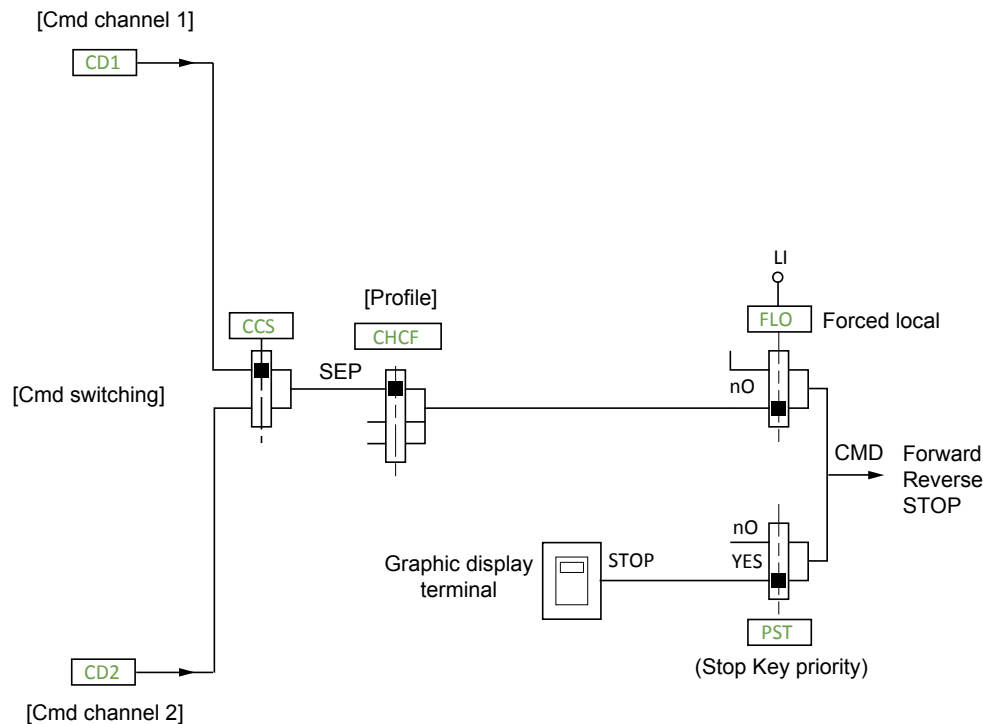 [Cmd channel 1]
CD1
LI
[Profile]
CCS
CHCF
FLO
Forced local
SEP
[Cmd switching]
nO
CMD
Forward
Reverse
STOP
nO
Graphic display
terminal
STOP
YES
PST
(Stop Key priority)
CD2
[Cmd channel 2]